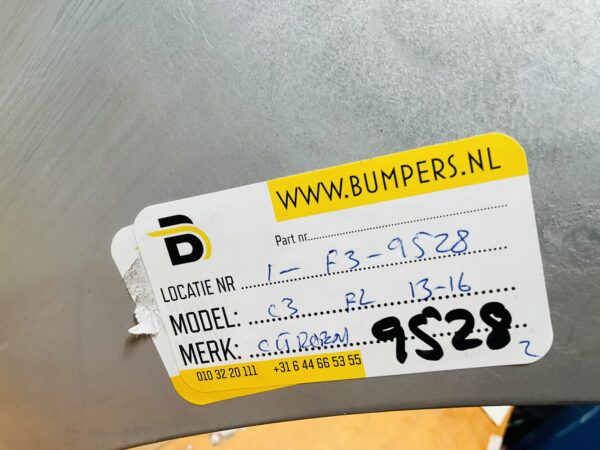 WWW.BUMPERS.NL
B
Part nr.
LOCATIE NR 1- F3-9528
MODEL: C3 FL 13-16
MERK: CITROEN 9528 2
010 32 20 111 +31 6 44 66 53 55